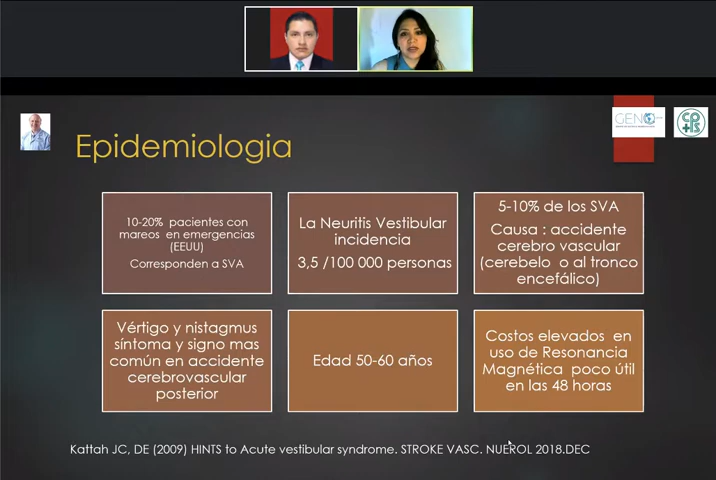 GENO
CO
HS
Epidemiologia
10-20% pacientes con
mareos en emergencias
(EEUU)
Corresponden a SVA
La Neuritis Vestibular
incidencia
3,5 /100 000 personas
5-10% de los SVA
Causa : accidente
cerebro vascular
(cerebelo o al tronco
encefálico)
Vértigo y nistagmus
síntoma y signo mas
común en accidente
cerebrovascular
posterior
Edad 50-60 años
Costos elevados en
uso de Resonancia
Magnética poco útil
en las 48 horas
Kattah JC, DE (2009) HINTS to Acute vestibular syndrome. STROKE VASC. NUEROL 2018.DEC